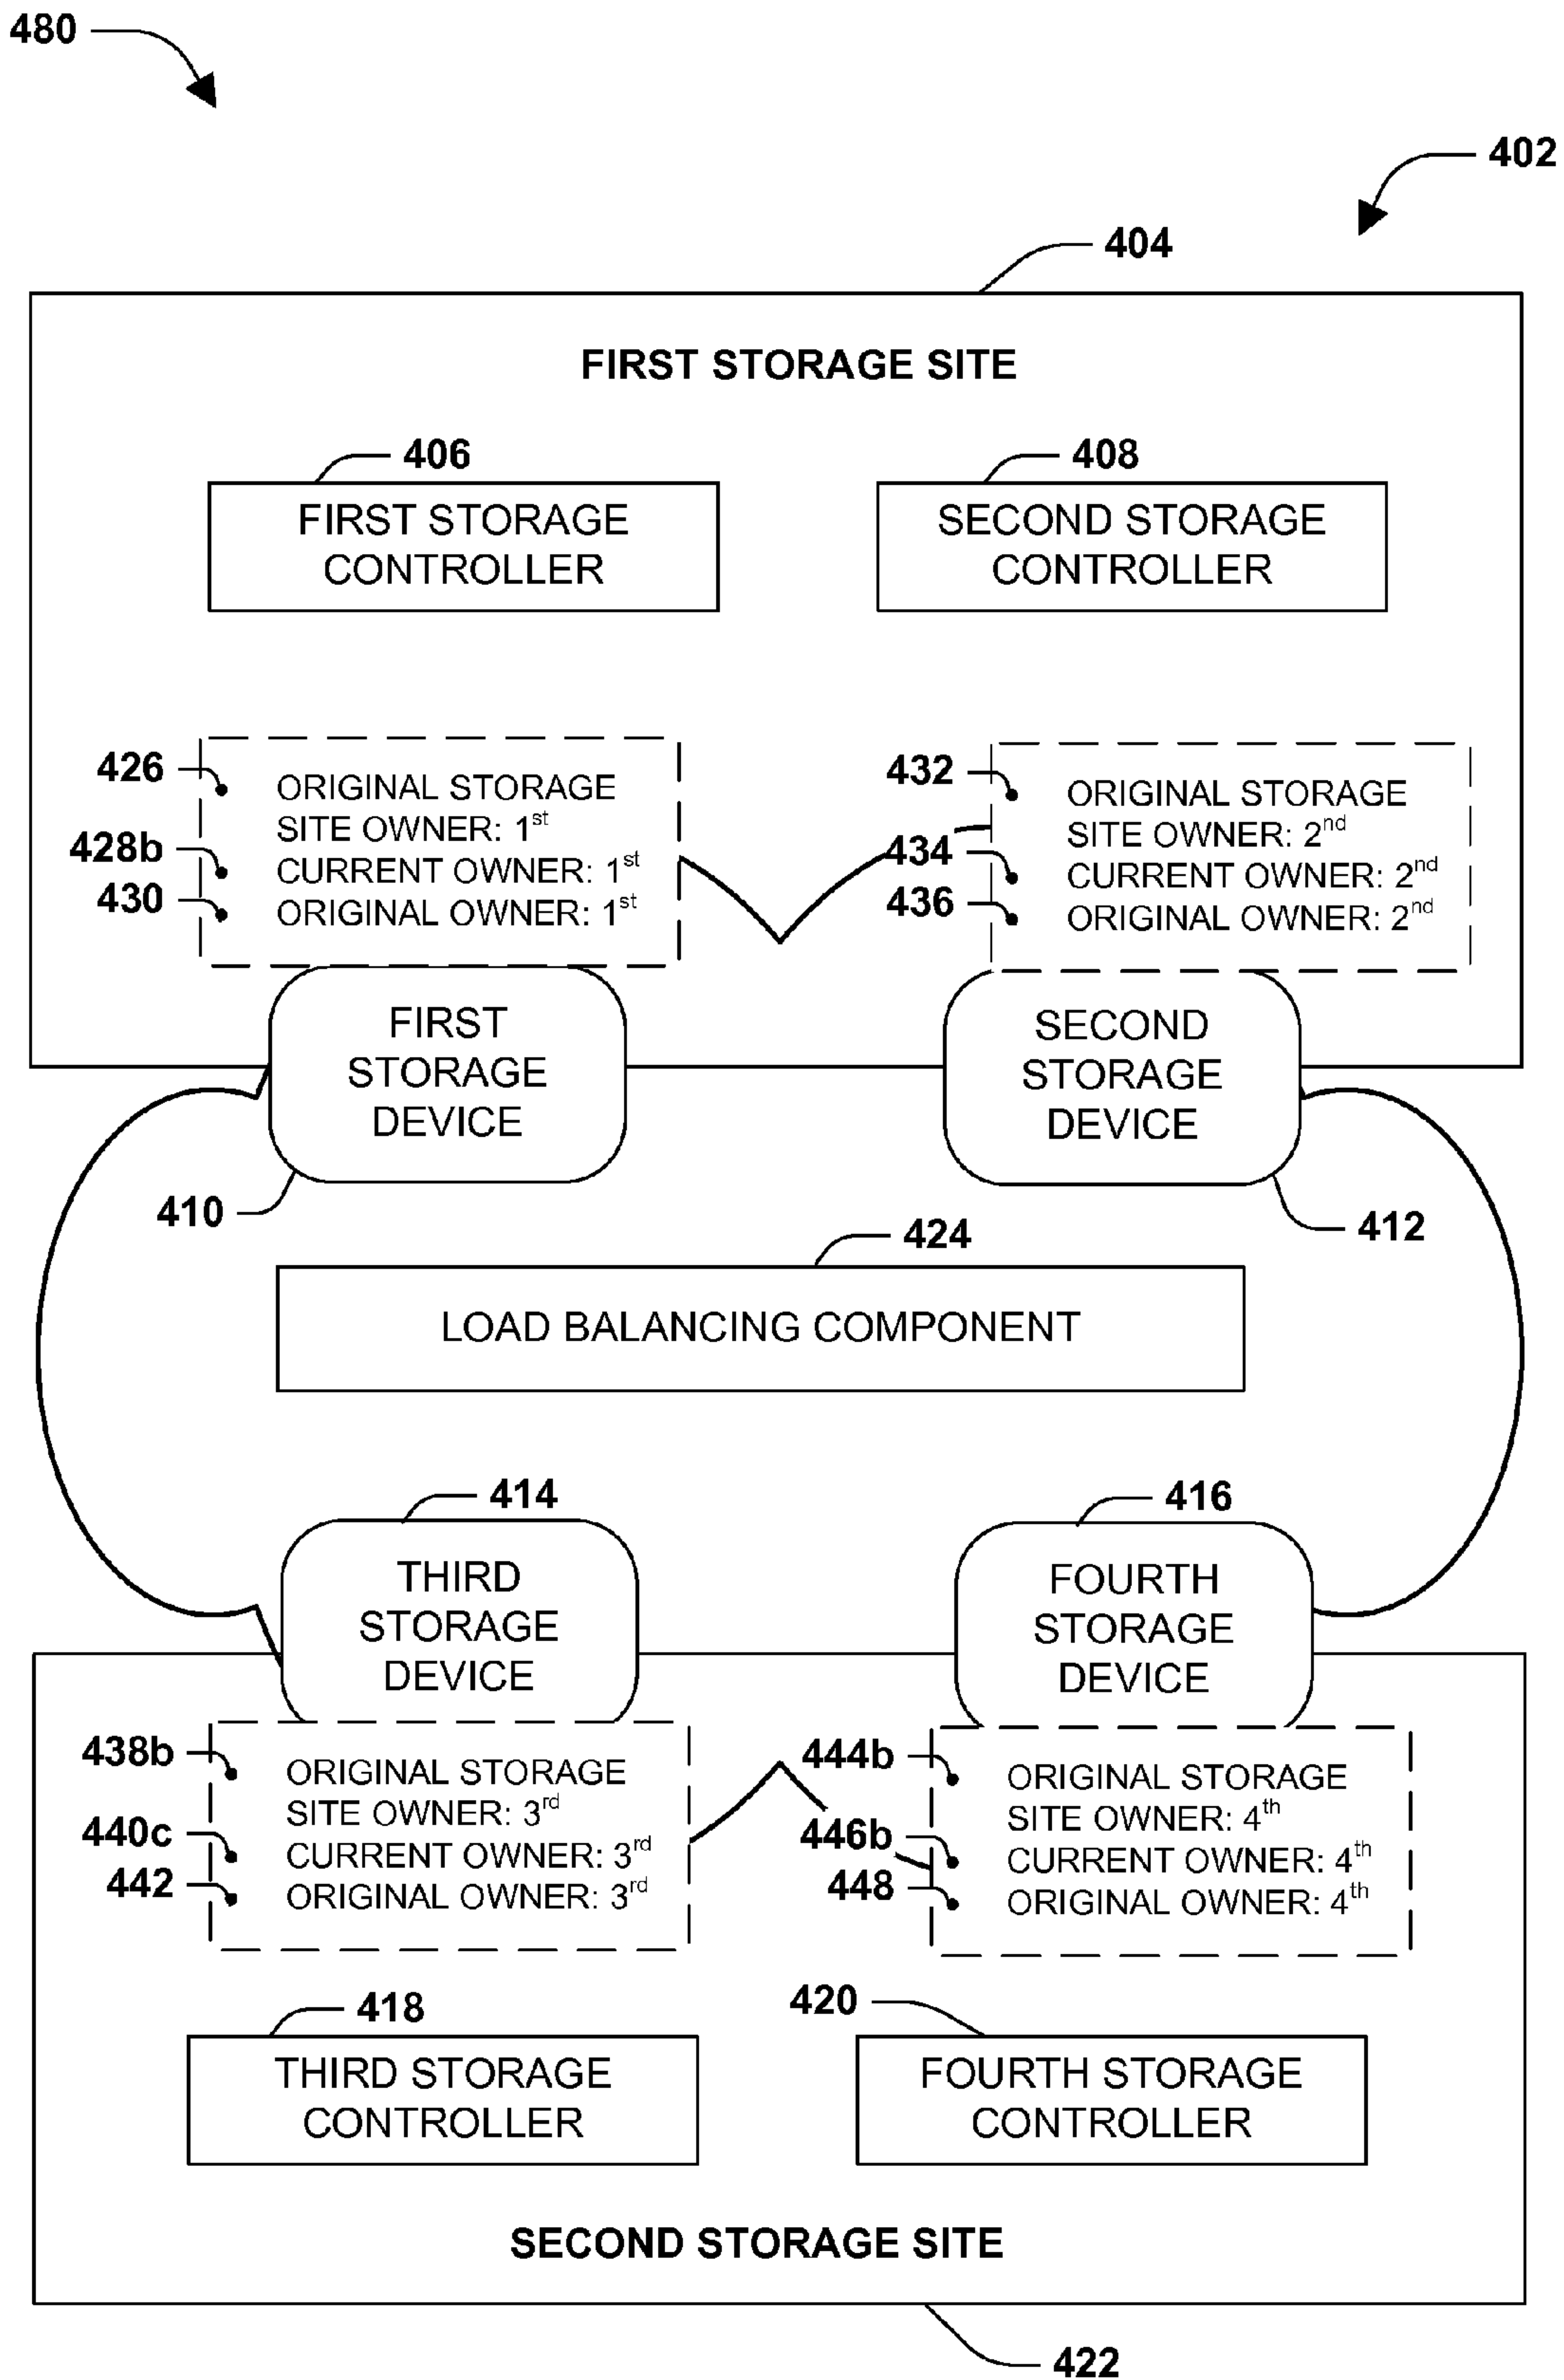 480
402
404
FIRST STORAGE SITE
406
408
FIRST STORAGE
CONTROLLER
SECOND STORAGE
CONTROLLER
426
428b
430
ORIGINAL STORAGE
SITE OWNER: 1st
CURRENT OWNER: 1st
ORIGINAL OWNER: 1st
432
434
436
ORIGINAL STORAGE
SITE OWNER: 2nd
CURRENT OWNER: 2nd
ORIGINAL OWNER: 2nd
FIRST
STORAGE
DEVICE
SECOND
STORAGE
DEVICE
410
412
424
LOAD BALANCING COMPONENT
414
416
THIRD
STORAGE
DEVICE
FOURTH
STORAGE
DEVICE
438b
440c
442
ORIGINAL STORAGE
SITE OWNER: 3rd
CURRENT OWNER: 3rd
ORIGINAL OWNER: 3rd
444b
446b
448
ORIGINAL STORAGE
SITE OWNER: 4th
CURRENT OWNER: 4th
ORIGINAL OWNER: 4th
418
420
THIRD STORAGE
CONTROLLER
FOURTH STORAGE
CONTROLLER
SECOND STORAGE SITE
422